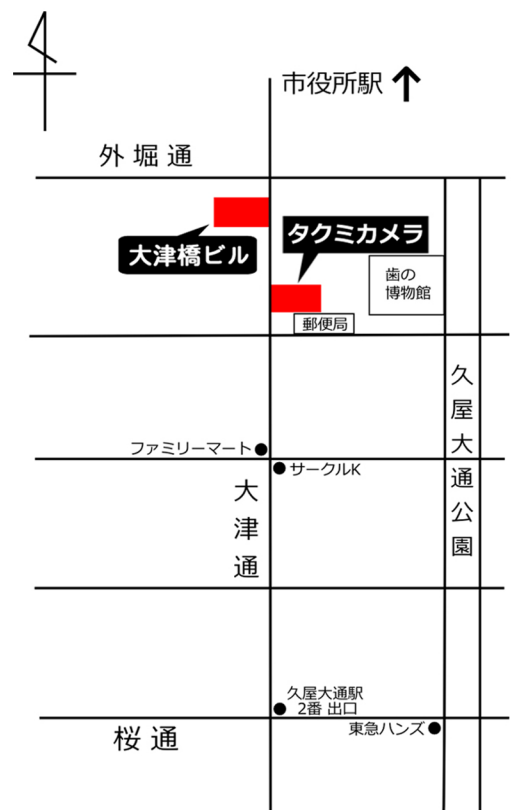 市役所駅
外堀通
大津橋ビル
タクミカメラ
歯の
博物館
郵便局
久屋大通公園
ファミリーマート
サークルK
大津通
久屋大通駅
2番 出口
東急ハンズ
桜通